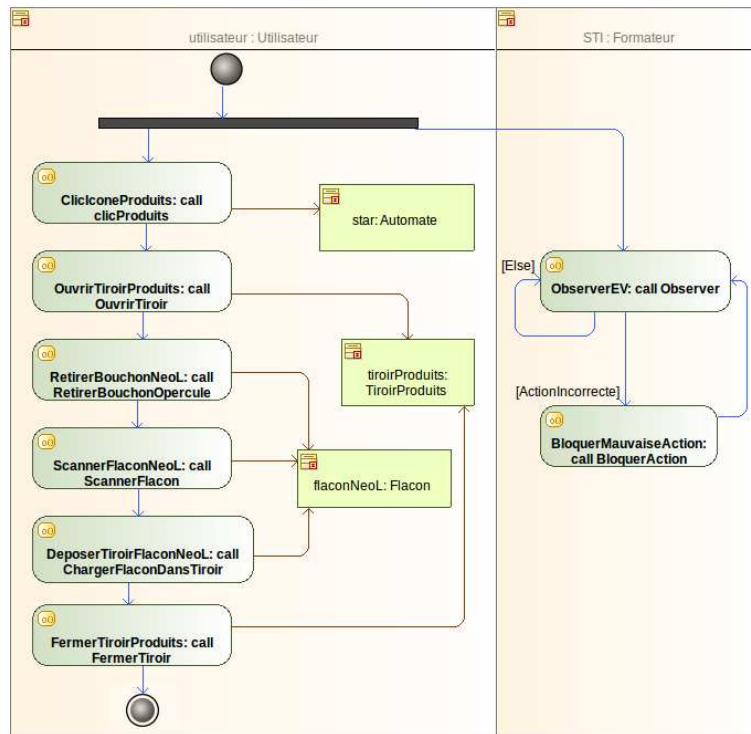 utilisateur : Utilisateur
STI : Formateur
ClicIconeProduits: call
clicProduits
star: Automate
OuvrirTiroirProduits: call
OuvrirTiroir
[Else]
ObserverEV: call Observer
tiroirProduits:
TiroirProduits
RetirerBouchonNeoL: call
RetirerBouchonOpercule
[ActionIncorrecte]
BloquerMauvaiseAction:
call BloquerAction
ScannerFlaconNeoL: call
ScannerFlacon
flaconNeoL: Flacon
DeposerTiroirFlaconNeoL: call
ChargerFlaconDansTiroir
FermerTiroirProduits: call
FermerTiroir